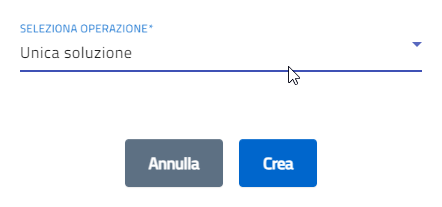 SELEZIONA OPERAZIONE*
Unica soluzione
Annulla Crea